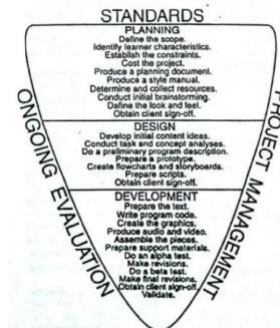 STANDARDS
PLANNING
Define the scope.
Identify learner characteristics.
Establish the constraints.
Cost the project.
Produce a planning document.
Produce a style manual.
Determine and collect resources.
Conduct initial brainstorming.
Define the look and feel.
Obtain client sign-off.
DESIGN
Develop initial content ideas.
Conduct task and concept analyses.
Do a preliminary program description.
Prepare a prototype.
Create flowcharts and storyboards.
Prepare scripts.
Obtain client sign-off.
DEVELOPMENT
Prepare the text.
Write program code.
Create the graphics.
Produce audio and video.
Assemble the pieces.
Prepare support materials.
Do an alpha test.
Make revisions.
Do a beta test.
Make final revisions.
Obtain client sign-off.
Validate.
ONGOING EVALUATION
PROJECT MANAGEMENT